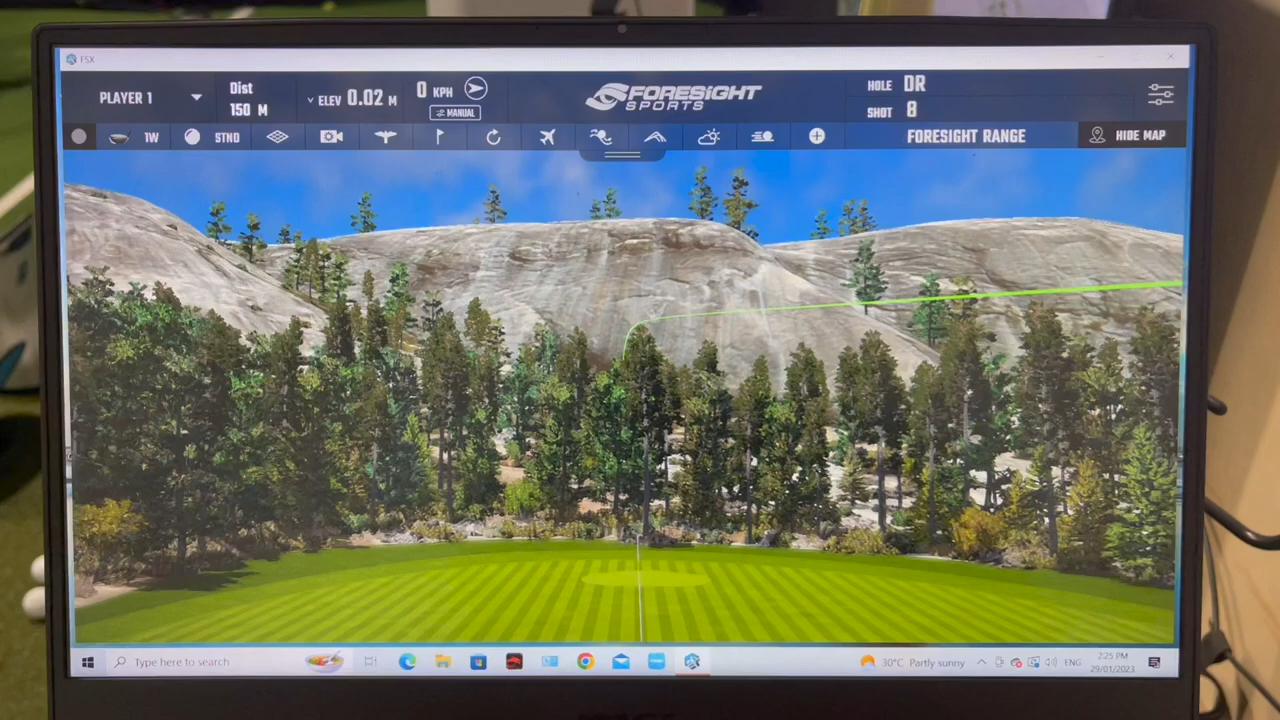 FSX
PLAYER 1
Dist
150 M
ELEV 0.02 M
0 KPH
MANUAL
FORESIGHT
SPORTS
HOLE DR
SHOT 8
1W
STND
FORESIGHT RANGE
HIDE MAP
Type here to search
30°C Partly sunny
ENG
2:25 PM
29/01/2023